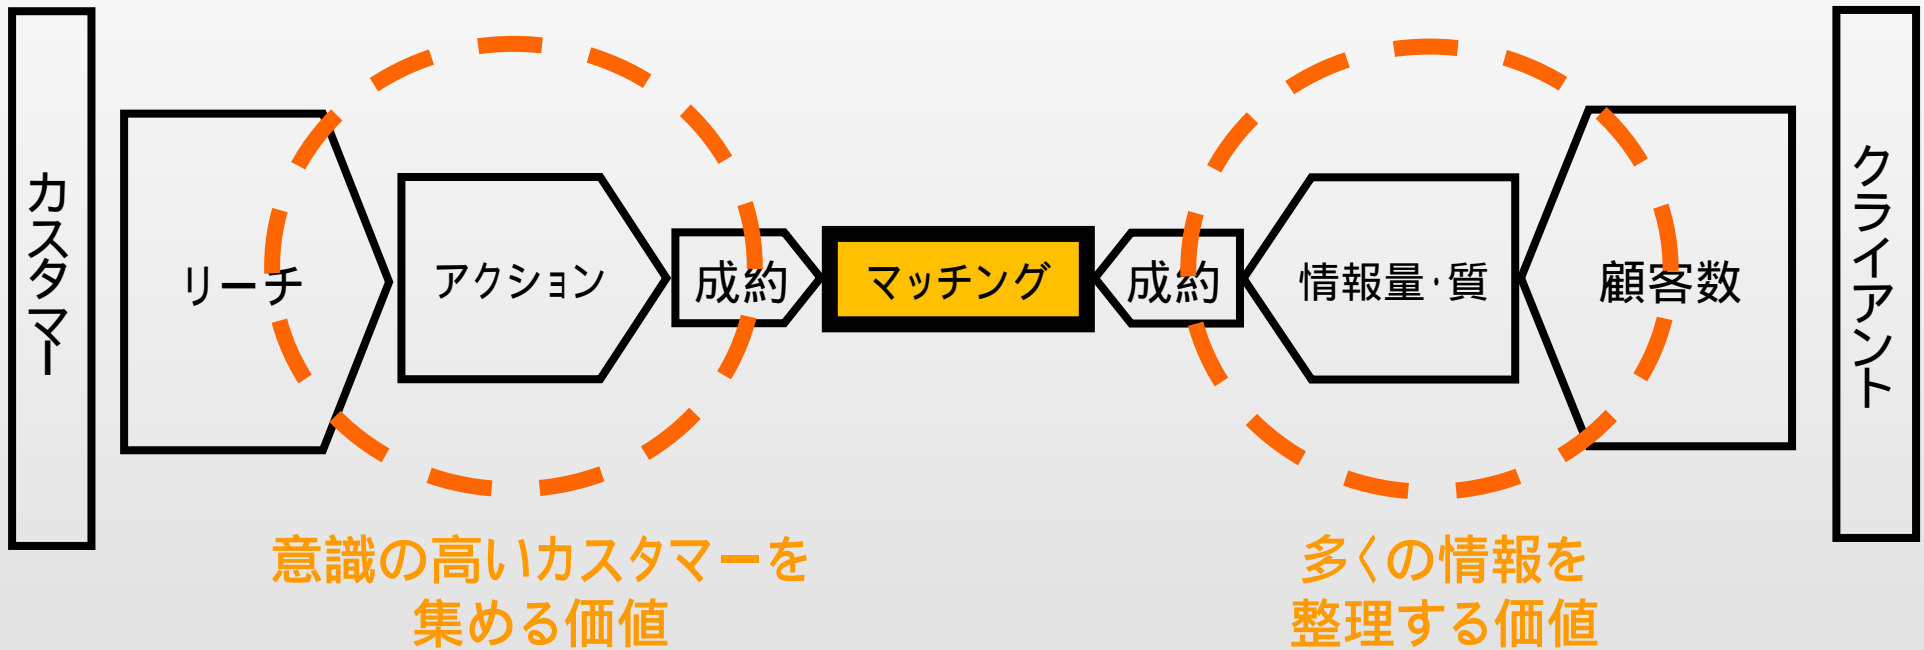 カスタマー
リーチ
アクション
成約
マッチング
成約
情報量・質
顧客数
クライアント
意識の高いカスタマーを
集める価値
多くの情報を
整理する価値